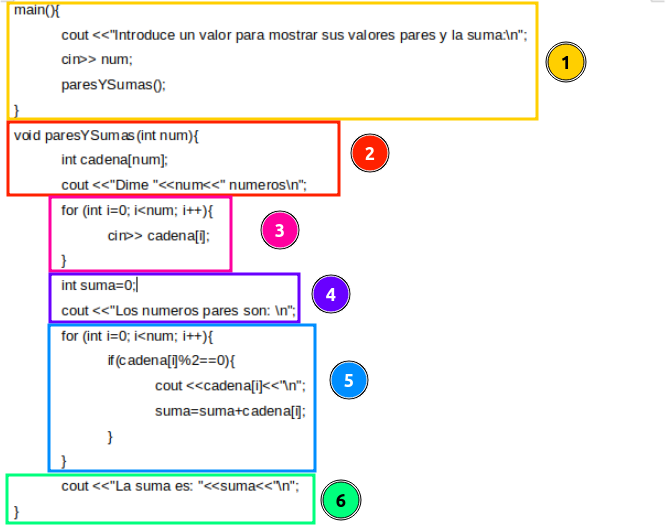 main(){
cout <<"Introduce un valor para mostrar sus valores pares y la suma:\n";
cin>> num;
paresYSumas();
}
1
void paresYSumas(int num){
int cadena[num];
cout <<"Dime "<<num<<" numeros\n";
2
for (int i=0; i<num; i++){
cin>> cadena[i];
}
3
int suma=0;
cout <<"Los numeros pares son: \n";
4
for (int i=0; i<num; i++){
if(cadena[i]%2==0){
cout <<cadena[i]<<"\n";
suma=suma+cadena[i];
}
}
5
cout <<"La suma es: "<<suma<<"\n";
}
6